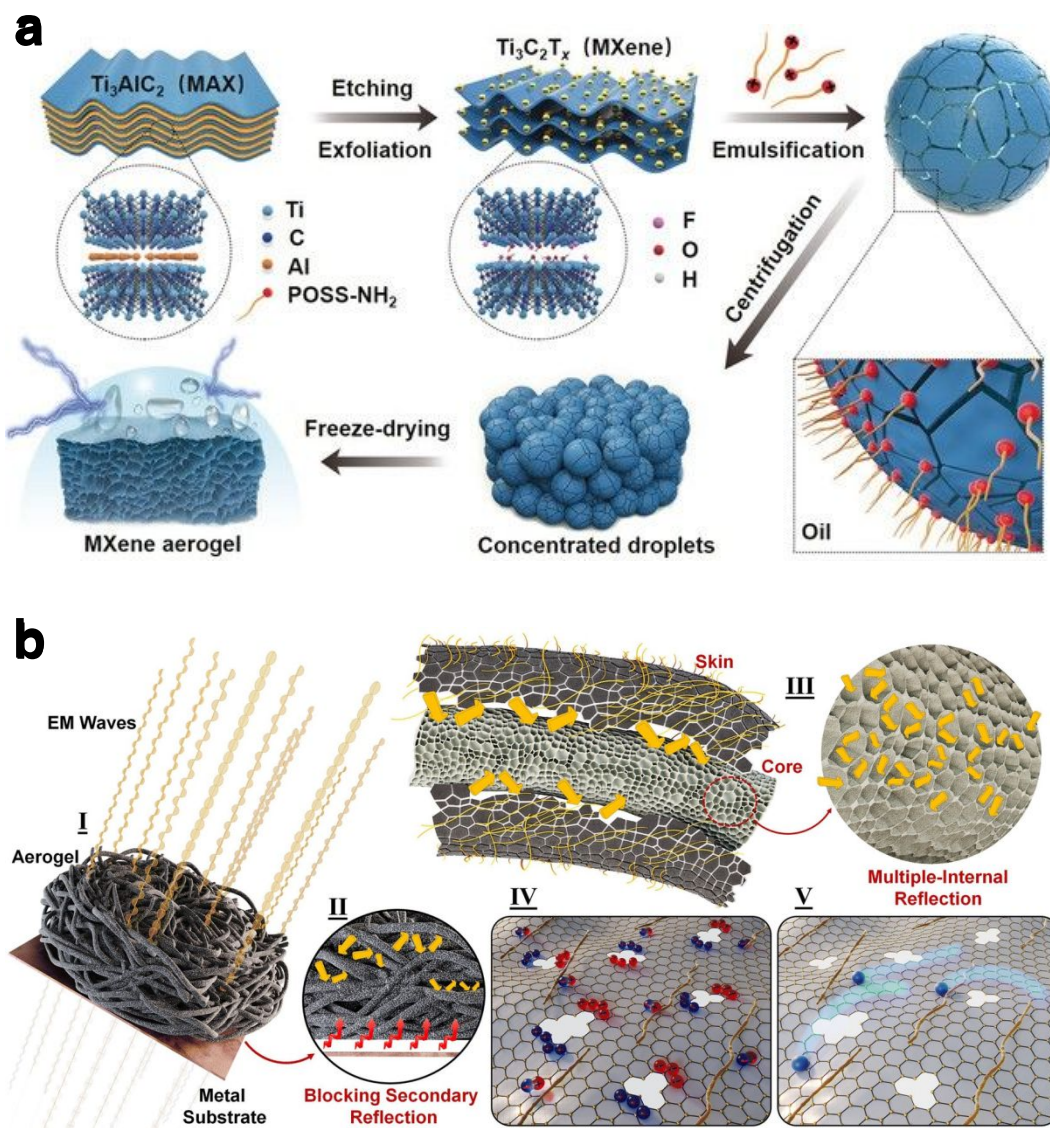 a
Ti₃AlC₂ (MAX)
Etching
Exfoliation
Ti₃C₂Tₓ (MXene)
Emulsification
Ti
C
Al
POSS-NH₂
F
O
H
Centrifugation
Oil
Concentrated droplets
Freeze-drying
MXene aerogel
b
EM Waves
I
Aerogel
Metal
Substrate
II
Blocking Secondary
Reflection
Skin
Core
III
Multiple-Internal
Reflection
IV
V